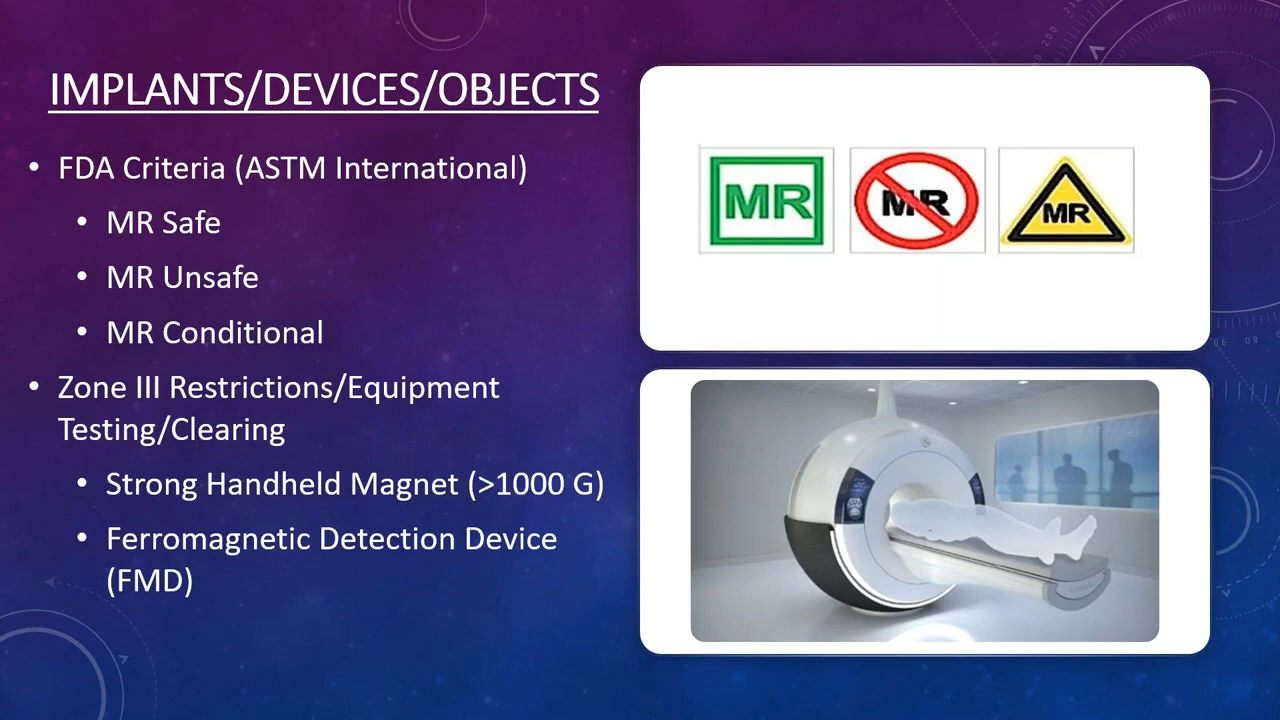 IMPLANTS/DEVICES/OBJECTS
• FDA Criteria (ASTM International)
• MR Safe
• MR Unsafe
• MR Conditional
• Zone III Restrictions/Equipment
Testing/Clearing
• Strong Handheld Magnet (>1000 G)
• Ferromagnetic Detection Device
(FMD)
MR MR MR